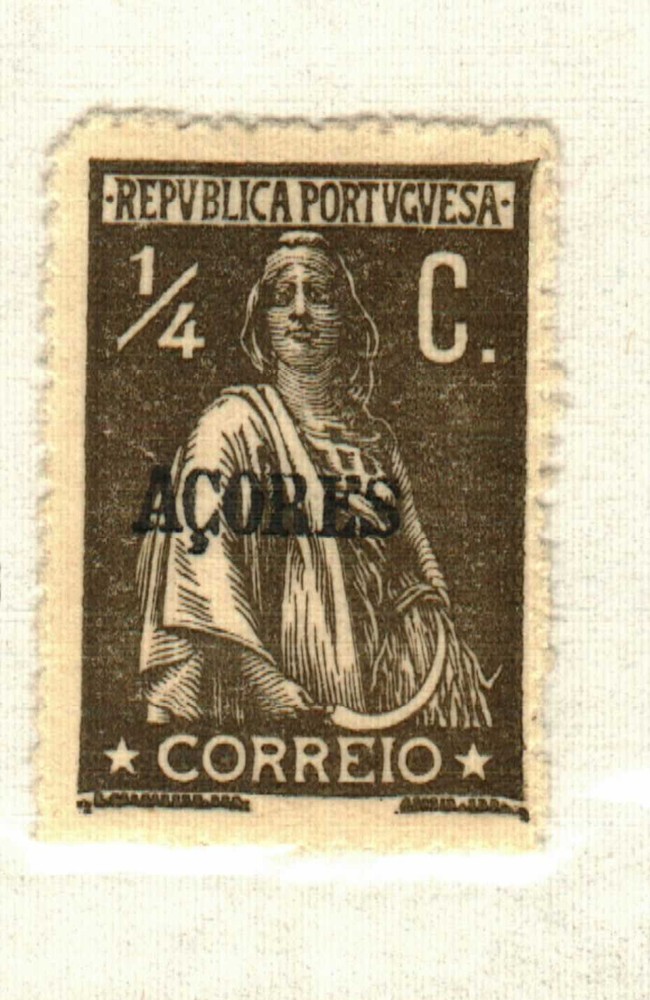 ·REPVBLICA PORTVGVESA·
1/4 C.
AÇORES
★ CORREIO ★